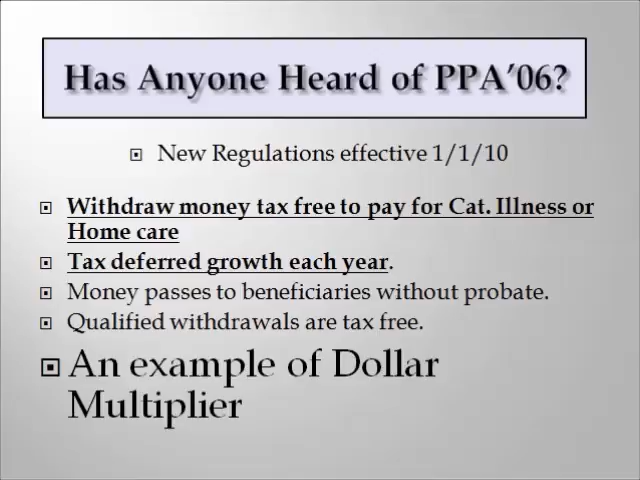 Has Anyone Heard of PPA'06?
New Regulations effective 1/1/10
Withdraw money tax free to pay for Cat. Illness or
Home care
Tax deferred growth each year.
Money passes to beneficiaries without probate.
Qualified withdrawals are tax free.
An example of Dollar
Multiplier